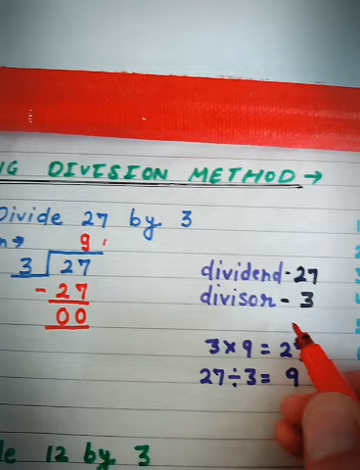 DIVISION METHOD →
Divide 27 by 3
9
3 27
- 27
00
dividend - 27
divisor - 3
3 × 9 = 2
27 ÷ 3 = 9
12 by 3